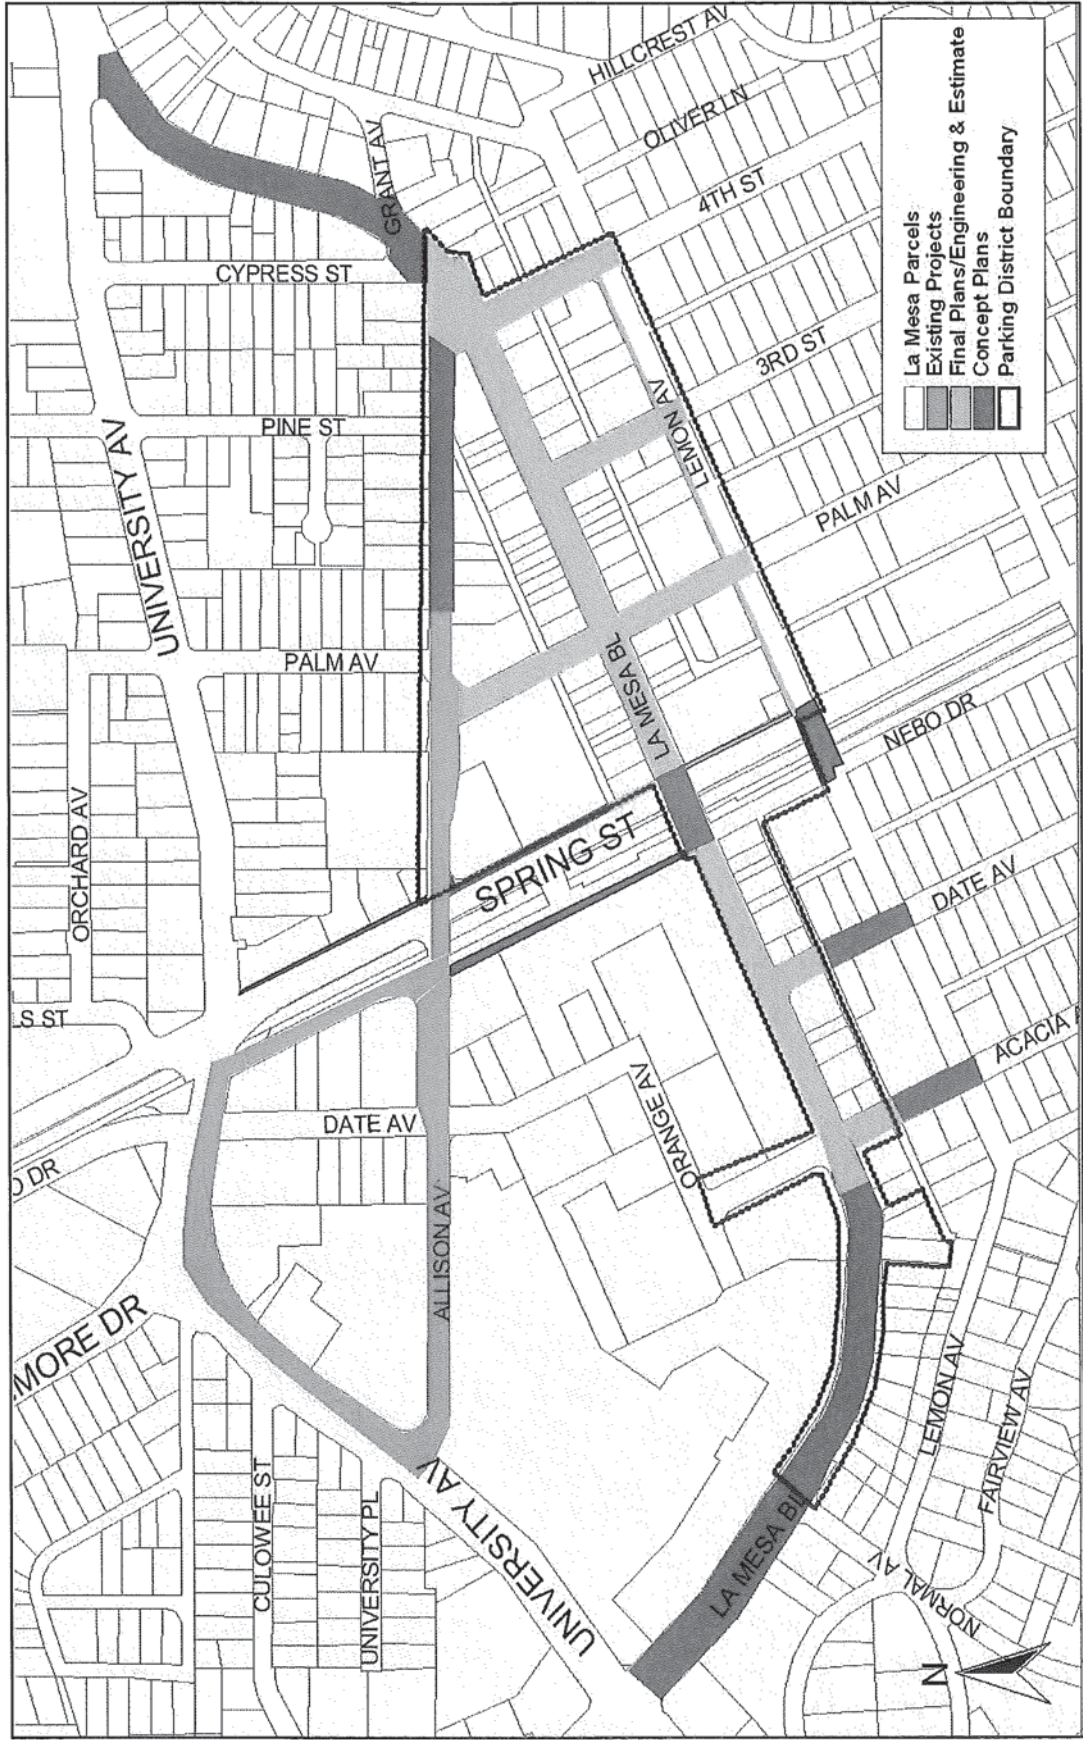 HILLCREST AV
OLIVER LN
4TH ST
GRANT AV
CYPRESS ST
3RD ST
LEMON AV
PINE ST
UNIVERSITY AV
PALM AV
PALM AV
LA MESA BL
NEBO DR
ORCHARD AV
SPRING ST
DATE AV
LS ST
ACACIA A
DATE AV
ORANGE AV
O DR
ALLISON AV
MORE DR
LEMON AV
FAIRVIEW AV
UNIVERSITY AV
CULOWEE ST
UNIVERSITY PL
LA MESA BL
NORMAL AV
N
La Mesa Parcels
Existing Projects
Final Plans/Engineering & Estimate
Concept Plans
Parking District Boundary